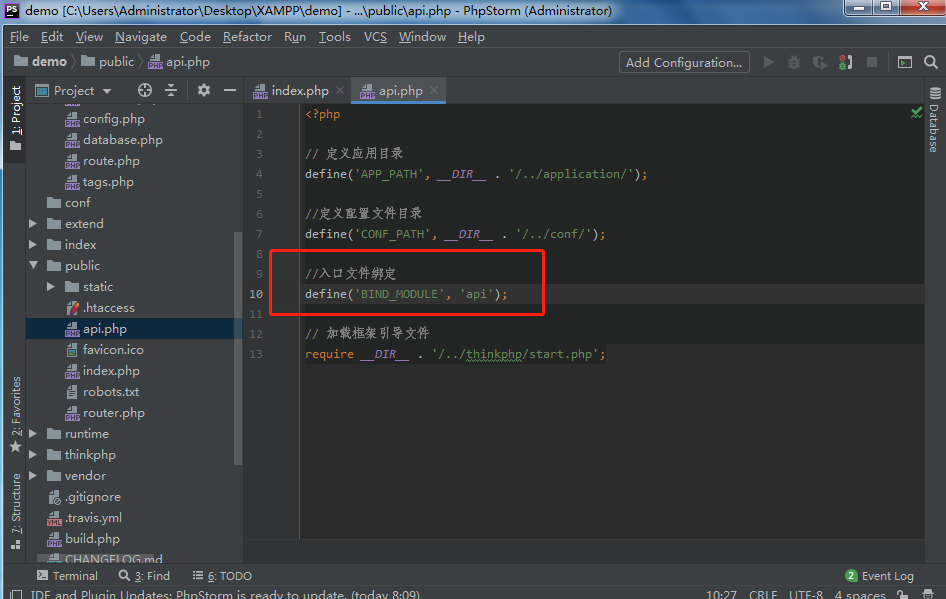 PS demo [C:\Users\Administrator\Desktop\XAMPP\demo] - ...\public\api.php - PhpStorm (Administrator)
File Edit View Navigate Code Refactor Run Tools VCS Window Help
demo public api.php Add Configuration...
Project index.php api.php
1: Project
2: Favorites
7: Structure
Database
config.php
database.php
route.php
tags.php
conf
extend
index
public
static
.htaccess
api.php
favicon.ico
index.php
robots.txt
router.php
runtime
thinkphp
vendor
.gitignore
.travis.yml
build.php
CHANGELOG.md
1 <?php
2
3 // 定义应用目录
4 define('APP_PATH', __DIR__ . '/../application/');
5
6 //定义配置文件目录
7 define('CONF_PATH', __DIR__ . '/../conf/');
8
9 //入口文件绑定
10 define('BIND_MODULE', 'api');
11
12 // 加载框架引导文件
13 require __DIR__ . '/../thinkphp/start.php';
Terminal 3: Find 6: TODO 2 Event Log
IDE and Plugin Updates: PhpStorm is ready to update. (today 8:09) 10:27 CRLF UTF-8 4 spaces